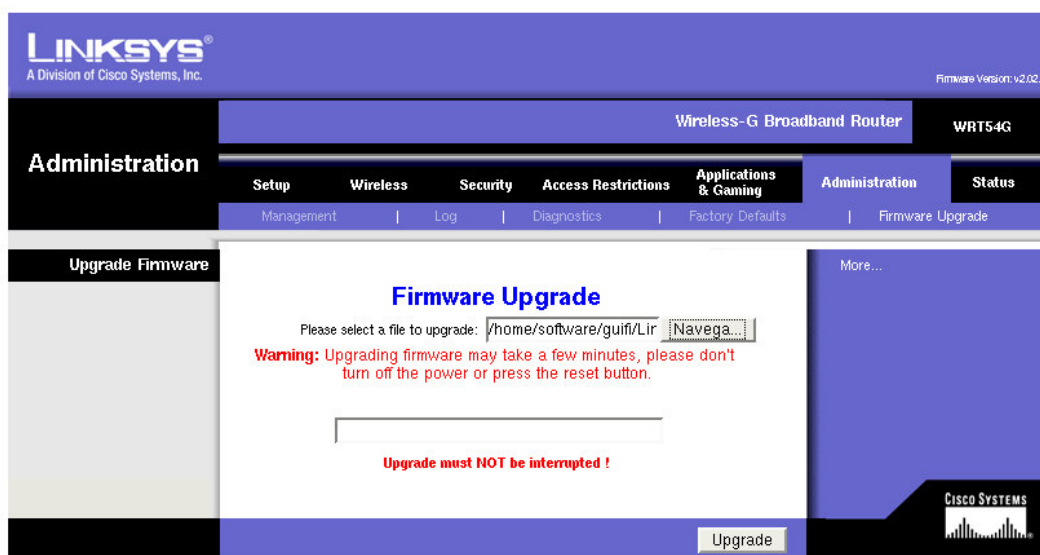 LINKSYS®
A Division of Cisco Systems, Inc.
Firmware Version: v2.02.
Wireless-G Broadband Router
WRT54G
Administration
Setup Wireless Security Access Restrictions Applications & Gaming Administration Status
Management | Log | Diagnostics | Factory Defaults | Firmware Upgrade
Upgrade Firmware
More...
Firmware Upgrade
Please select a file to upgrade: /home/software/guifi/Lir Navega...
Warning: Upgrading firmware may take a few minutes, please don't
turn off the power or press the reset button.
Upgrade must NOT be interrupted !
CISCO SYSTEMS
Upgrade